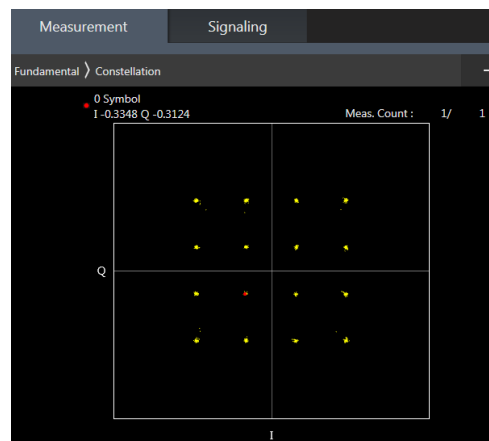 Measurement Signaling
Fundamental 〉 Constellation
0 Symbol
I -0.3348 Q -0.3124 Meas. Count : 1/ 1
Q
I